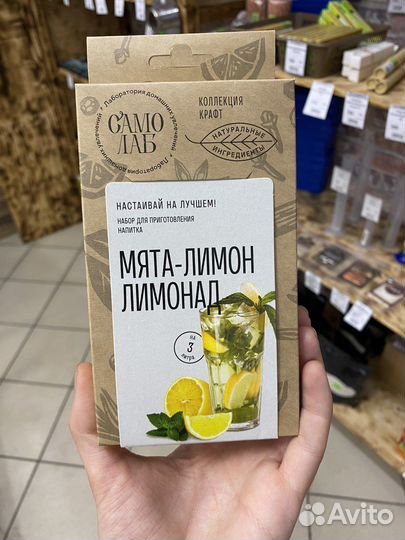 Лаборатория домашних увлечений
САМО
ЛАБ
КОЛЛЕКЦИЯ
КРАФТ
НАТУРАЛЬНЫЕ
ИНГРЕДИЕНТЫ
НАСТАИВАЙ НА ЛУЧШЕМ!
НАБОР ДЛЯ ПРИГОТОВЛЕНИЯ
НАПИТКА
МЯТА-ЛИМОН
ЛИМОНАД
НА
3
ЛИТРА
Avito